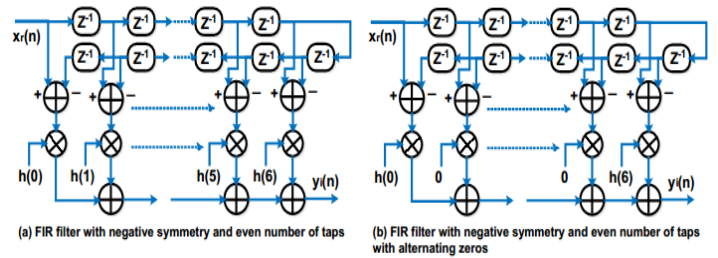 Z-1 Z-1 Z-1 Z-1
xr(n)
Z-1 Z-1 Z-1 Z-1 Z-1
+ − + − + − + −
h(0) h(1) h(5) h(6) yi(n)
(a) FIR filter with negative symmetry and even number of taps
Z-1 Z-1 Z-1 Z-1
xr(n)
Z-1 Z-1 Z-1 Z-1 Z-1
+ − + − + − + −
h(0) 0 0 h(6) yi(n)
(b) FIR filter with negative symmetry and even number of taps
with alternating zeros